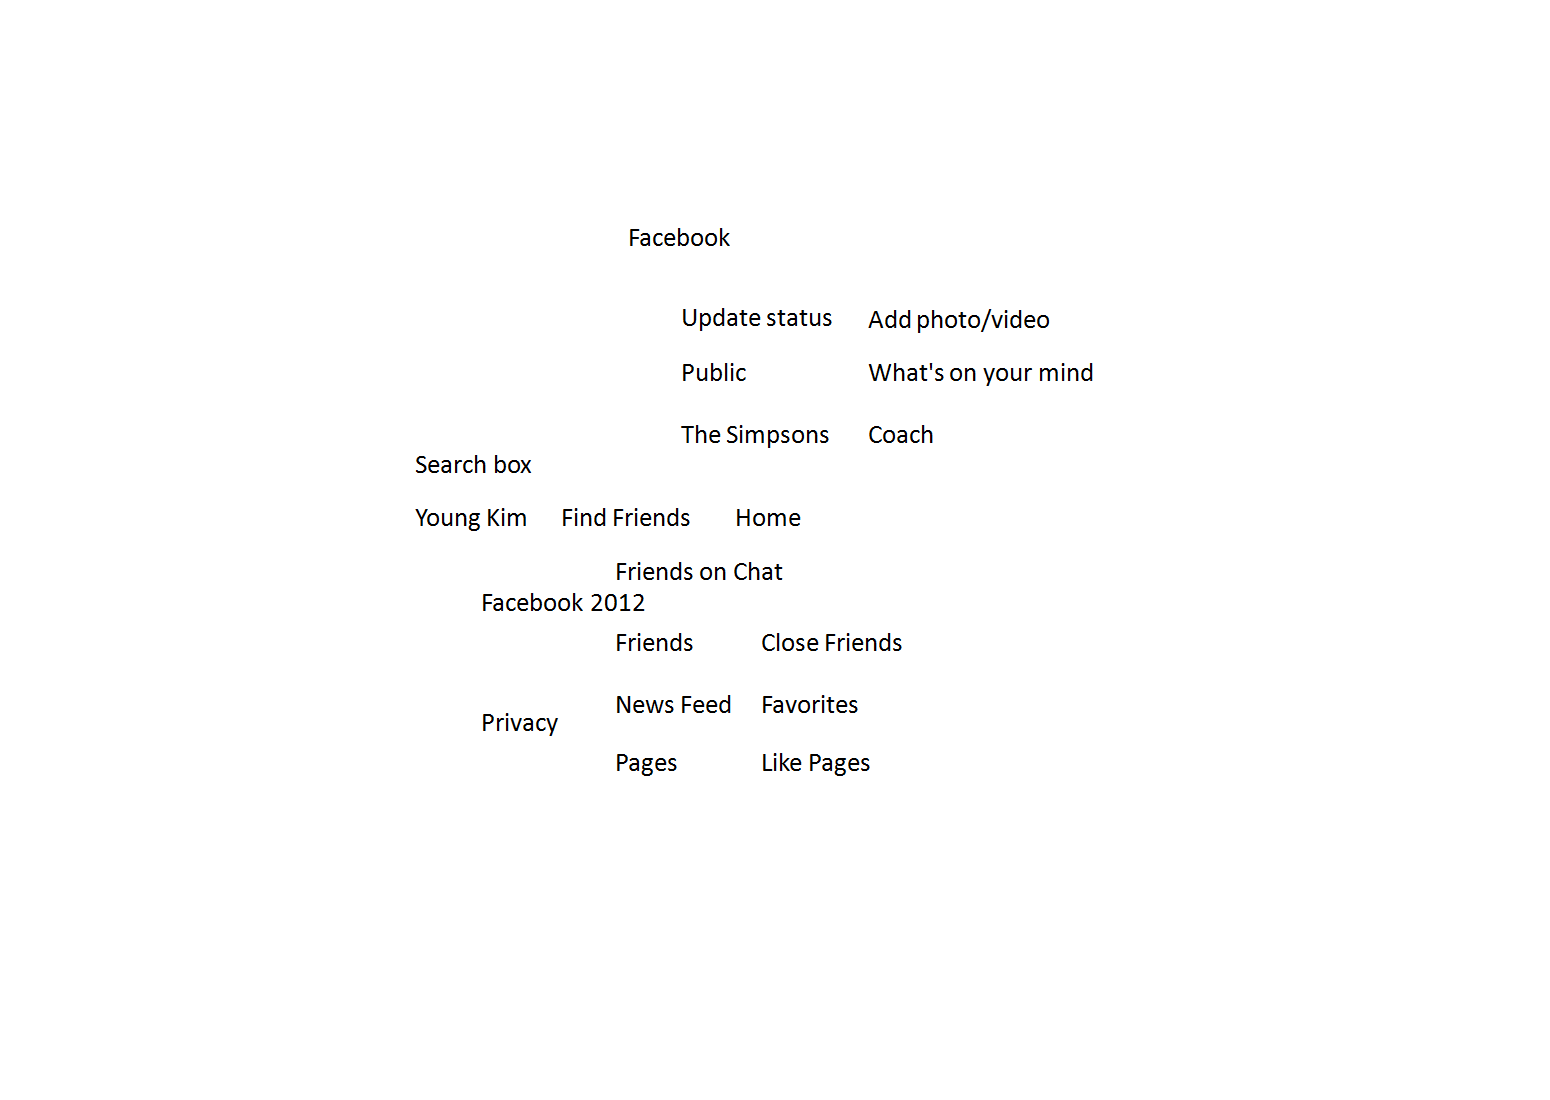 Facebook
Update status Add photo/video
Public What's on your mind
The Simpsons Coach
Search box
Young Kim Find Friends Home
Friends on Chat
Facebook 2012
Friends Close Friends
News Feed Favorites
Privacy
Pages Like Pages